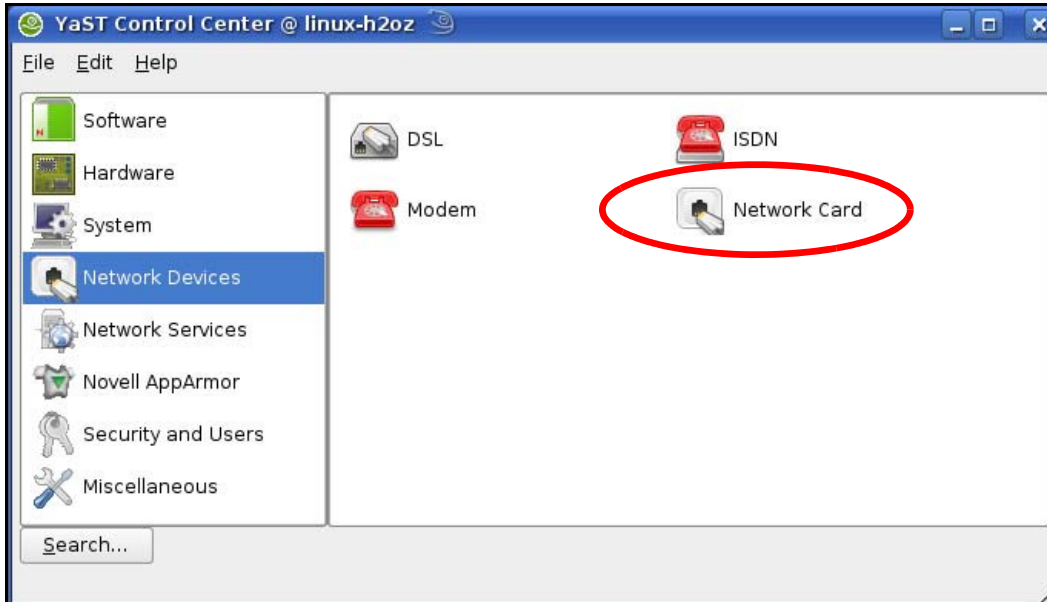 YaST Control Center @ linux-h2oz
File Edit Help
Software
Hardware
System
Network Devices
Network Services
Novell AppArmor
Security and Users
Miscellaneous
DSL
ISDN
Modem
Network Card
Search...